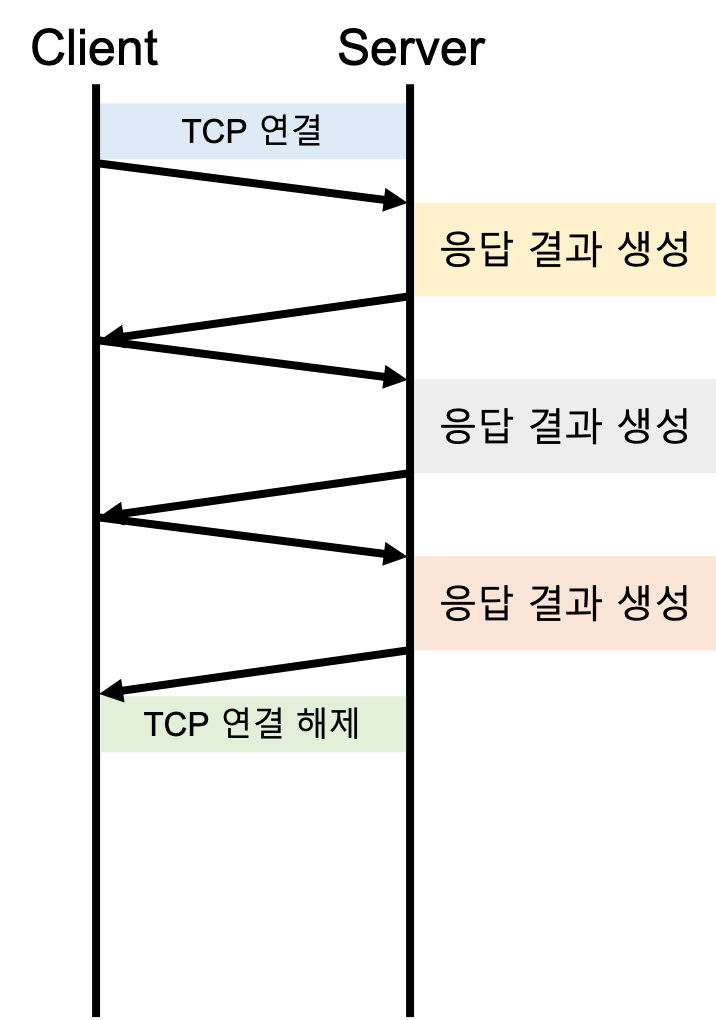 Client
Server
TCP 연결
응답 결과 생성
응답 결과 생성
응답 결과 생성
TCP 연결 해제